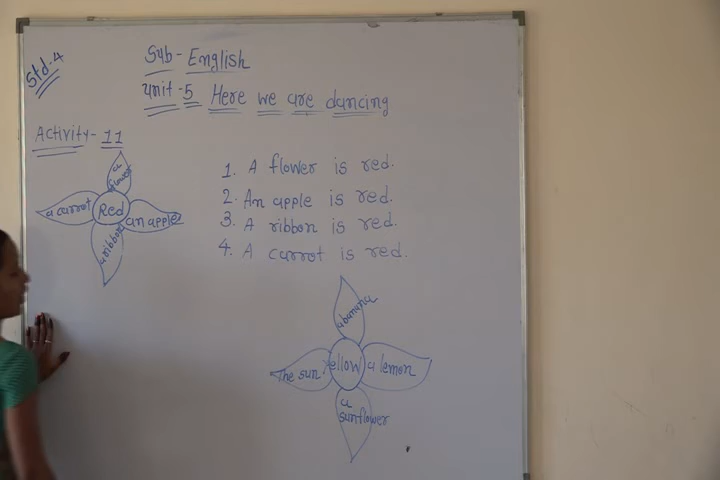 Std. 4
Sub - English
Unit - 5 Here we are dancing
Activity - 11
a flower
a carrot
Red
an apple
a ribbon
1. A flower is red.
2. An apple is red.
3. A ribbon is red.
4. A carrot is red.
a banana
The sun
Yellow
a lemon
a
sunflower